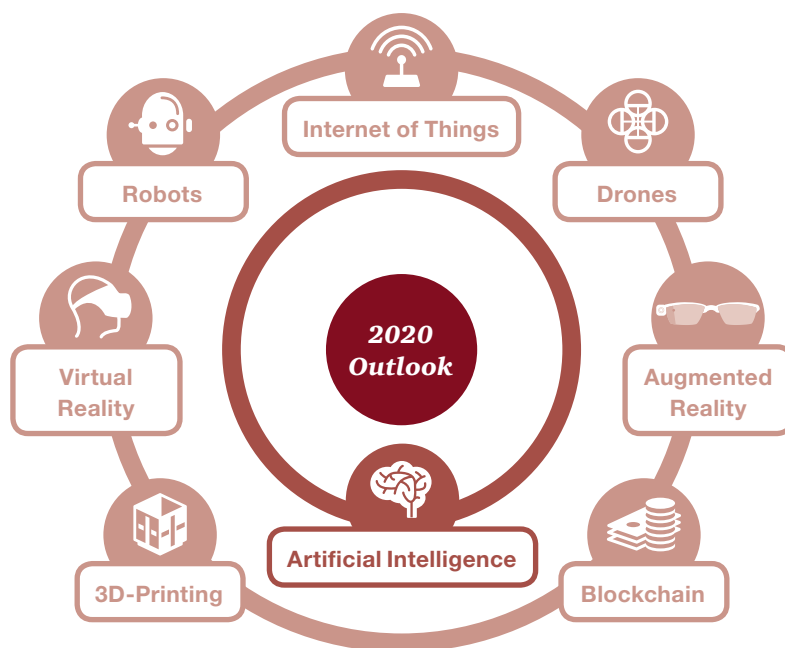 Internet of Things
Robots
Drones
2020
Outlook
Virtual
Reality
Augmented
Reality
Artificial Intelligence
3D-Printing
Blockchain